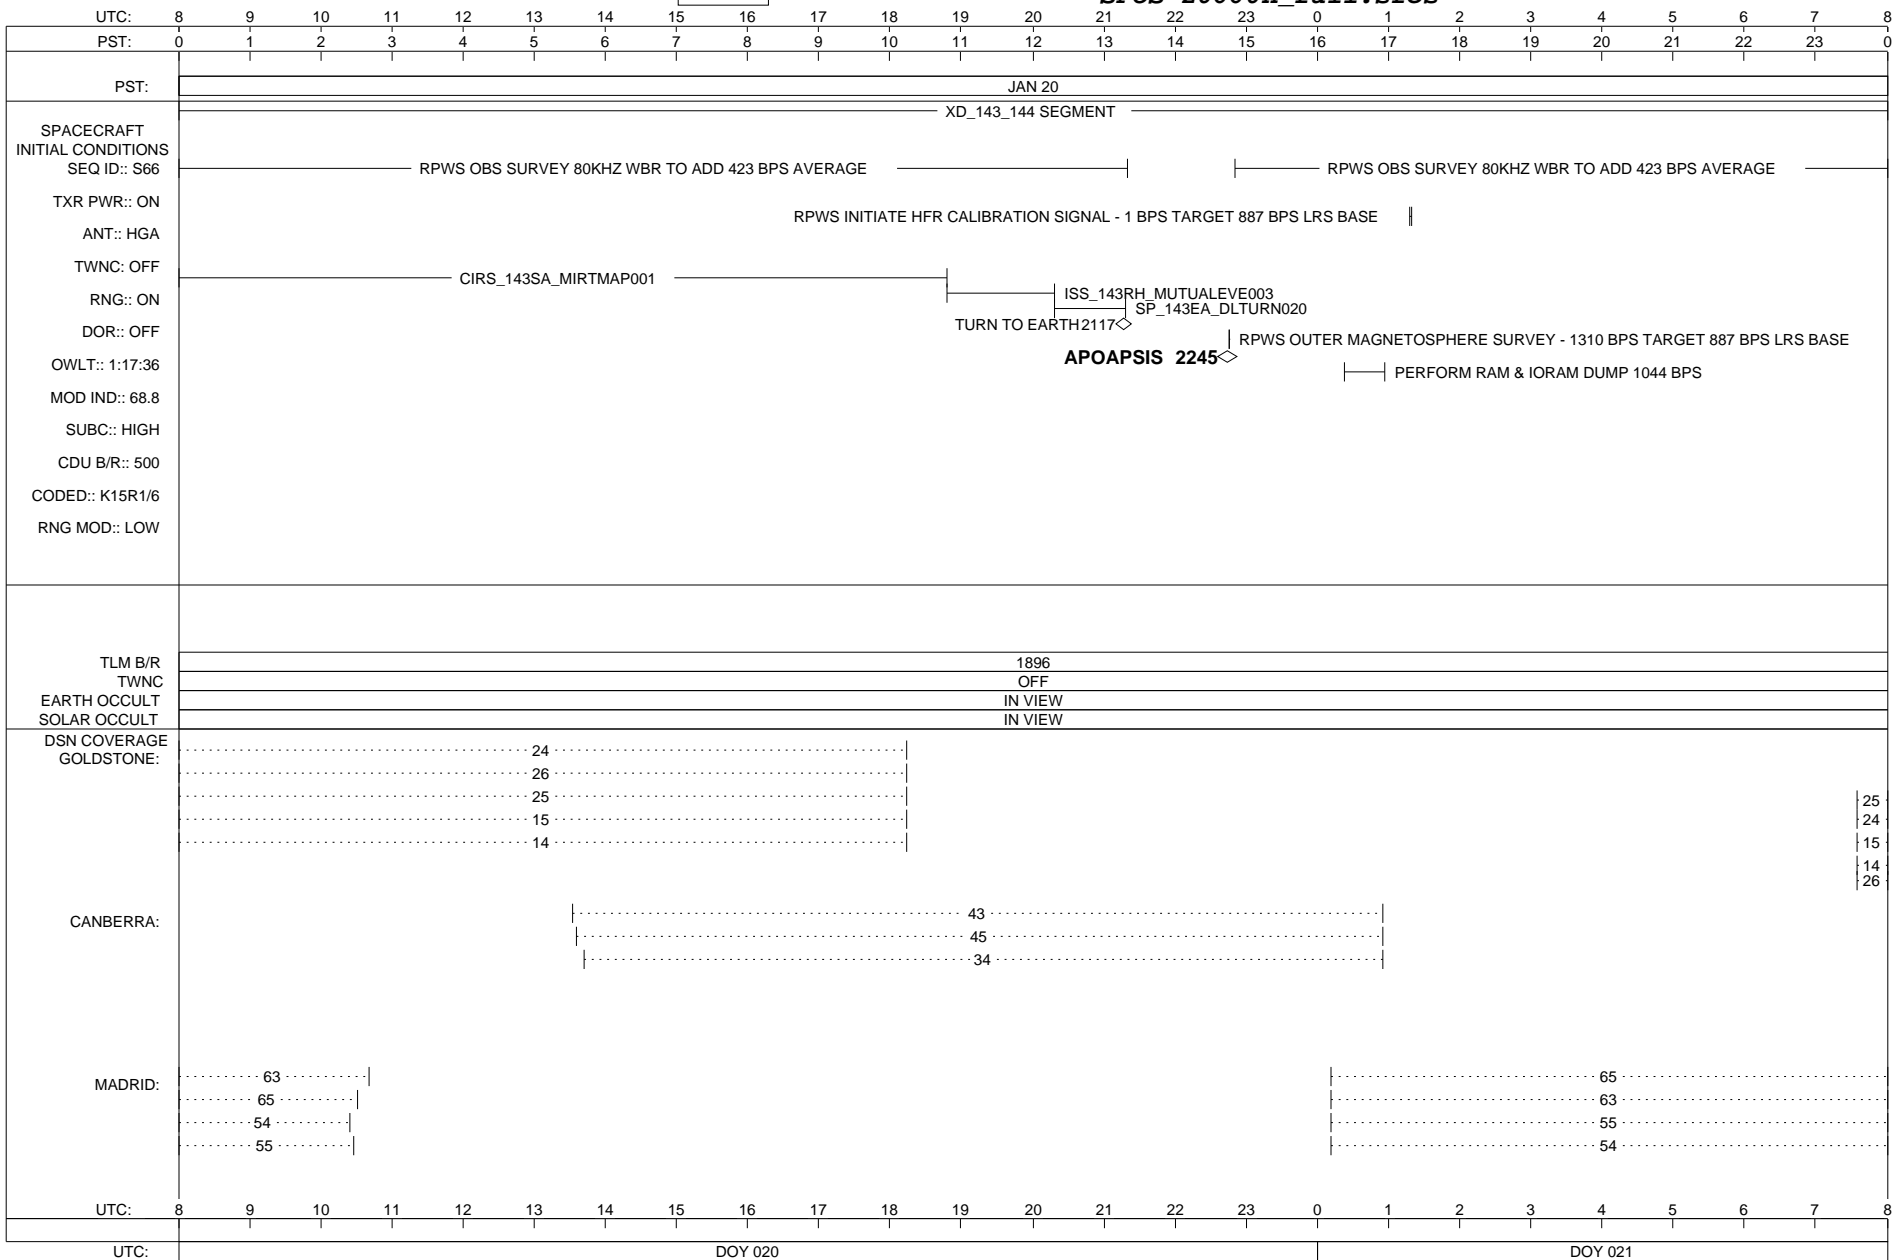 UTC: 8 9 10 11 12 13 14 15 16 17 18 19 20 21 22 23 0 1 2 3 4 5 6 7 8
PST: 0 1 2 3 4 5 6 7 8 9 10 11 12 13 14 15 16 17 18 19 20 21 22 23 0
PST: JAN 20
XD_143_144 SEGMENT
SPACECRAFT
INITIAL CONDITIONS
SEQ ID:: S66
RPWS OBS SURVEY 80KHZ WBR TO ADD 423 BPS AVERAGE
RPWS OBS SURVEY 80KHZ WBR TO ADD 423 BPS AVERAGE
TXR PWR:: ON
RPWS INITIATE HFR CALIBRATION SIGNAL - 1 BPS TARGET 887 BPS LRS BASE
ANT:: HGA
TWNC: OFF
CIRS_143SA_MIRTMAP001
RNG:: ON
ISS_143RH_MUTUALEVE003
SP_143EA_DLTURN020
TURN TO EARTH 2117
DOR:: OFF
RPWS OUTER MAGNETOSPHERE SURVEY - 1310 BPS TARGET 887 BPS LRS BASE
APOAPSIS 2245
OWLT:: 1:17:36
PERFORM RAM & IORAM DUMP 1044 BPS
MOD IND:: 68.8
SUBC:: HIGH
CDU B/R:: 500
CODED:: K15R1/6
RNG MOD:: LOW
TLM B/R 1896
TWNC OFF
EARTH OCCULT IN VIEW
SOLAR OCCULT IN VIEW
DSN COVERAGE
GOLDSTONE:
24
26
25 25
15 24
14 15
14
26
CANBERRA:
43
45
34
MADRID:
63 65
65 63
54 55
55 54
UTC: 8 9 10 11 12 13 14 15 16 17 18 19 20 21 22 23 0 1 2 3 4 5 6 7 8
UTC: DOY 020 DOY 021